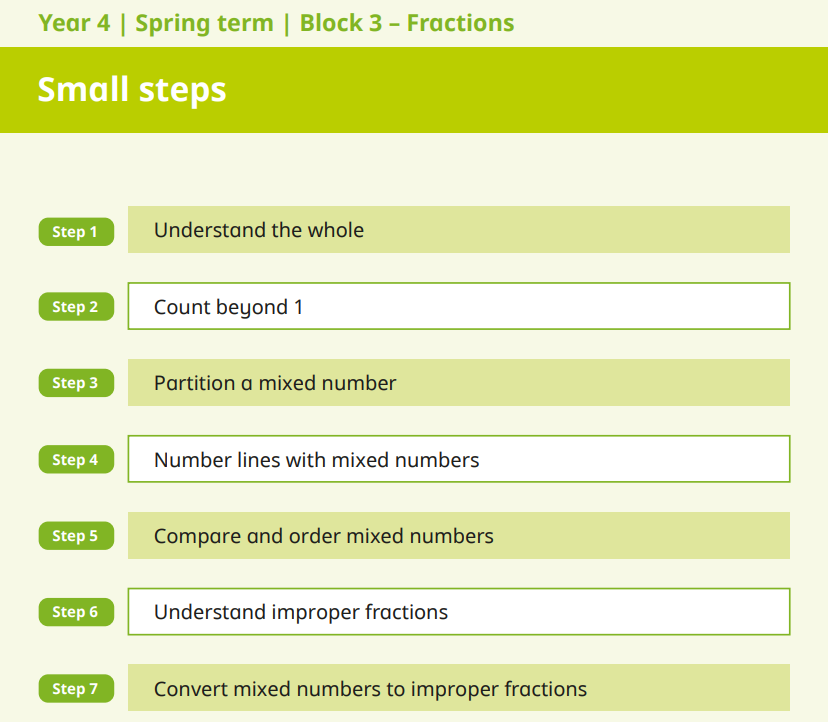 Year 4 | Spring term | Block 3 – Fractions
Small steps
Step 1 Understand the whole
Step 2 Count beyond 1
Step 3 Partition a mixed number
Step 4 Number lines with mixed numbers
Step 5 Compare and order mixed numbers
Step 6 Understand improper fractions
Step 7 Convert mixed numbers to improper fractions